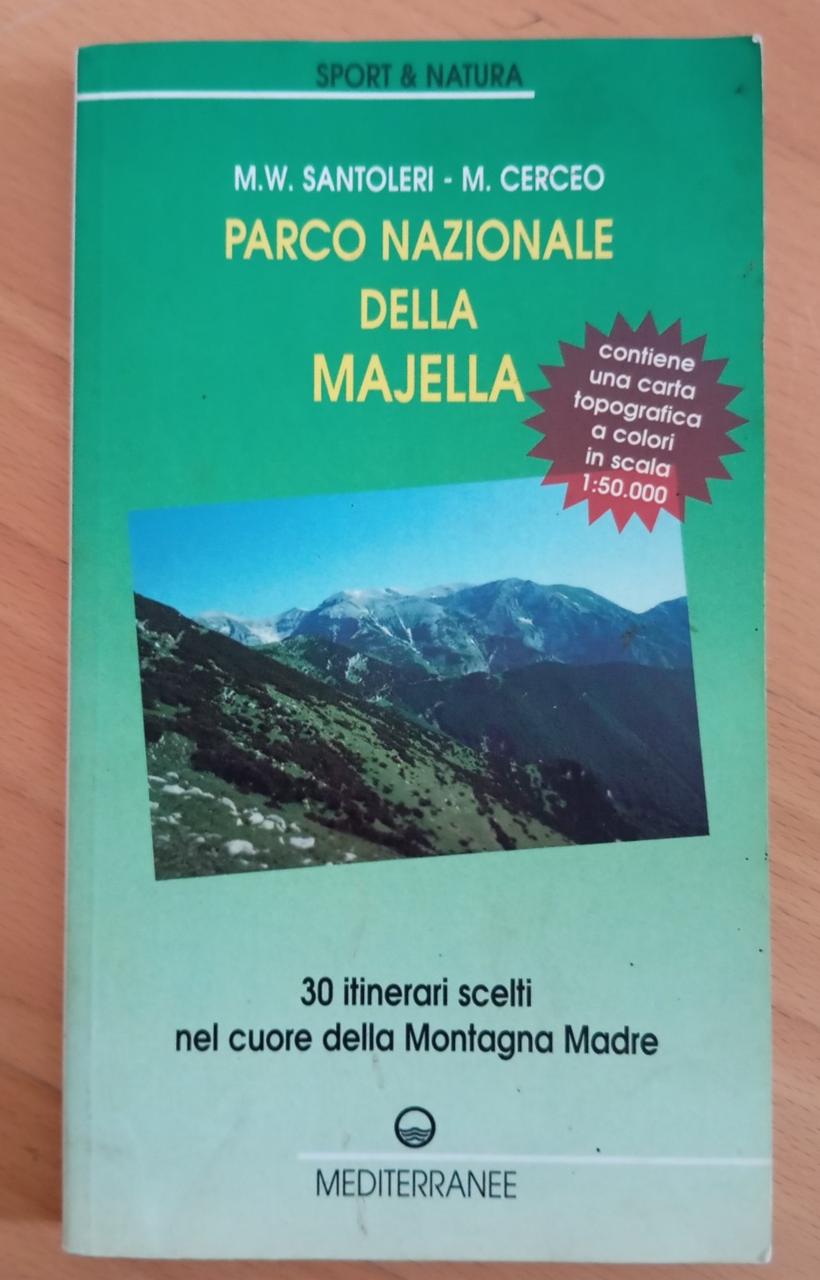 SPORT & NATURA
M.W. SANTOLERI - M. CERCEO
PARCO NAZIONALE
DELLA
MAJELLA
contiene
una carta
topografica
a colori
in scala
1:50.000
30 itinerari scelti
nel cuore della Montagna Madre
MEDITERRANEE